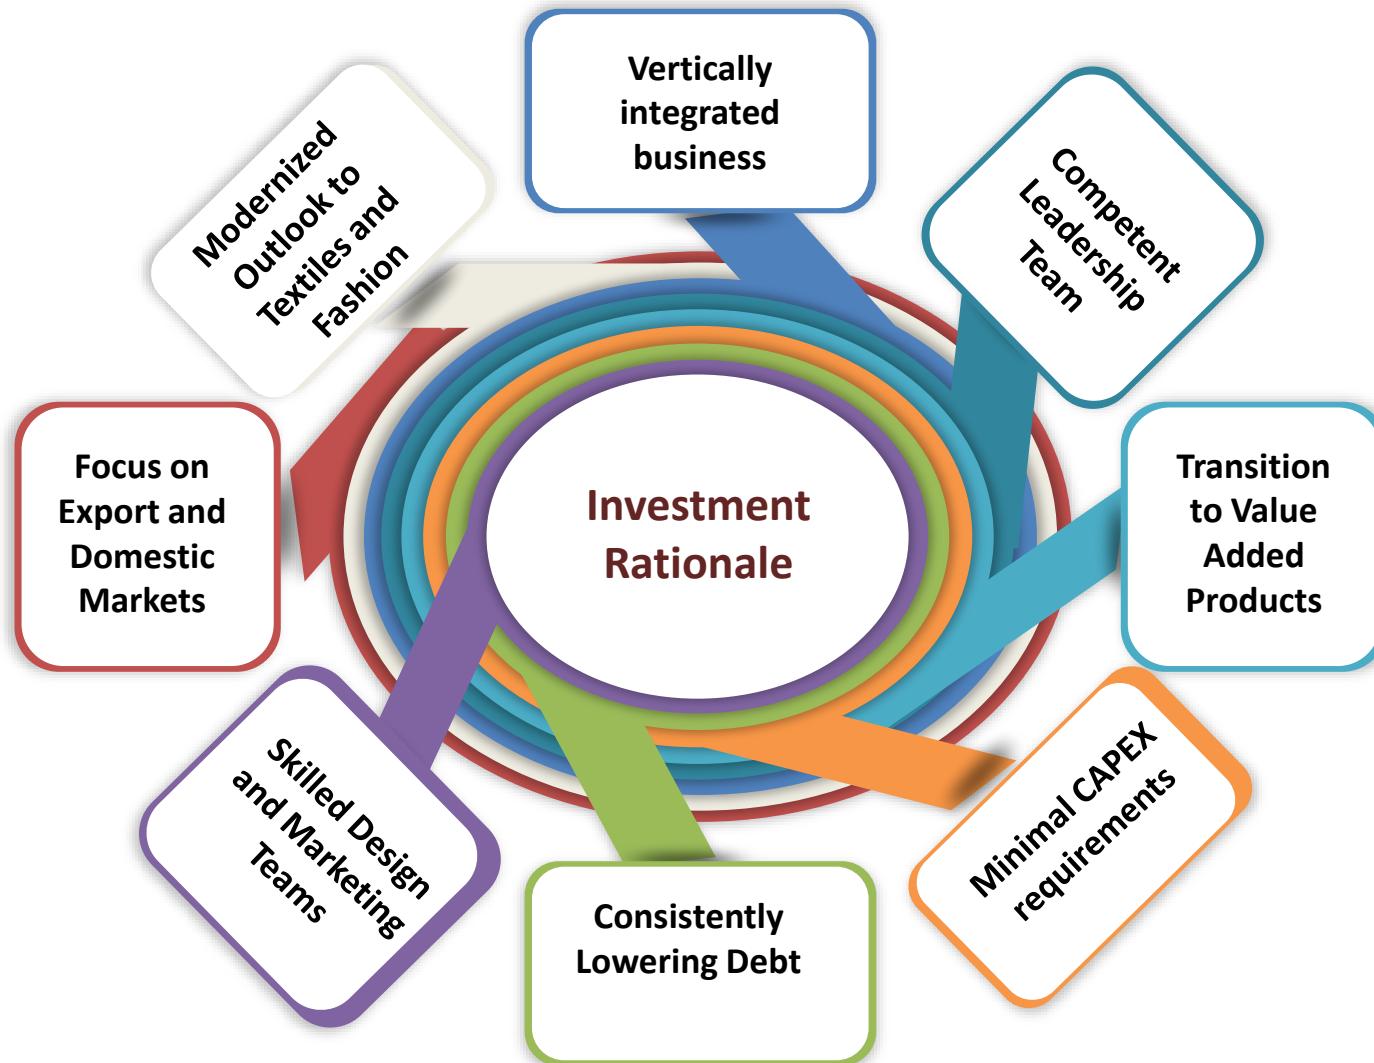 Vertically
integrated
business
Competent
Leadership
Team
Transition
to Value
Added
Products
Minimal CAPEX
requirements
Consistently
Lowering Debt
Skilled Design
and Marketing
Teams
Focus on
Export and
Domestic
Markets
Modernized
Outlook to
Textiles and
Fashion
Investment
Rationale